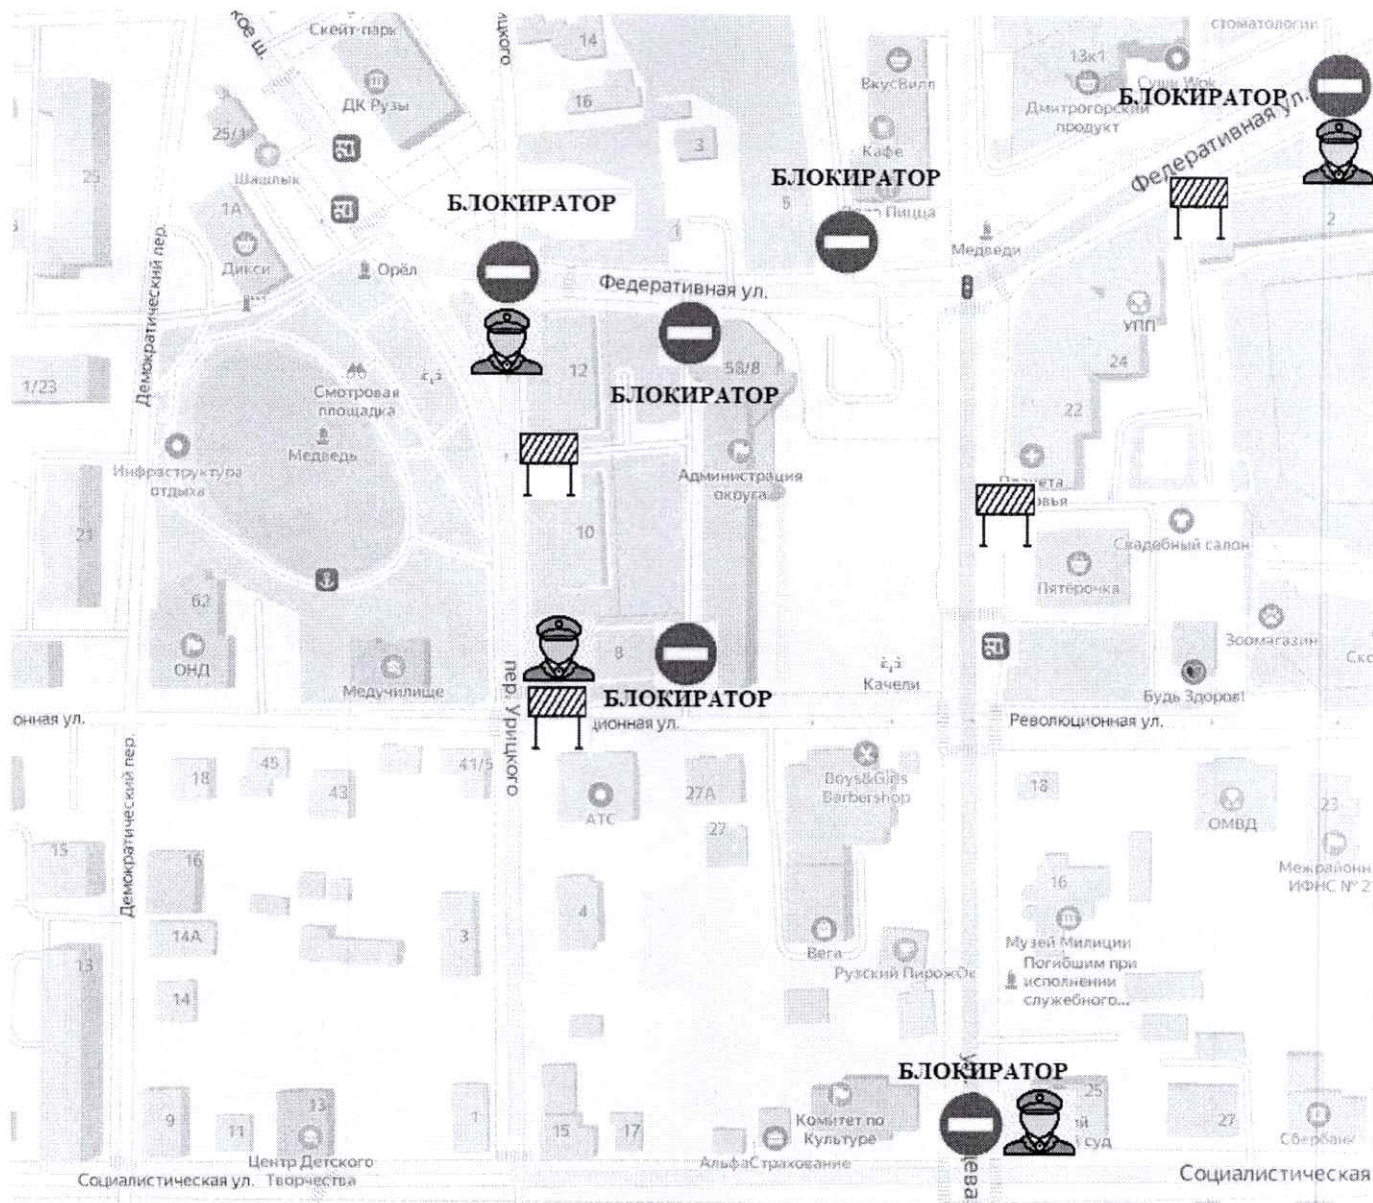 кое ш.
Скейт-парк
ицкого
14
ДК Рузы
16
25/1
Шашлык
25
3
1А
Дикси
Орёл
1
стоматологии
13к1
ВкусВилл
Суши Wok
Дмитрогорский
продукт
БЛОКИРАТОР
Федеративная ул.
Кафе
БЛОКИРАТОР
5
Пицца
2
БЛОКИРАТОР
Медведи
Федеративная ул.
Демократический пер.
УПП
12
58/8
24
1/23
Смотровая
площадка
БЛОКИРАТОР
22
Медведь
Инфраструктура
отдыха
Администрация
округа
Планета
овья
21
10
Свадебный салон
Пятёрочка
62
ОНД
Медучилище
8
Зоомагазин
Качели
Будь Здоров!
БЛОКИРАТОР
пер. Урицкого
онная ул.
ционная ул.
Революционная ул.
Демократический пер.
18
45
43
41/5
АТС
27А
27
Boys&Girls
Barbershop
18
ОМВД
23
15
16
Межрайонн
ИФНС № 2
14А
3
4
16
Вега
Рузский ПирожОк
Музей Милиции
Погибшим при
исполнении
служебного...
13
14
БЛОКИРАТОР
9
11
13
1
15
17
Комитет по
Культуре
25
ий
суд
27
Сбербанк
Центр Детского
Творчества
АльфаСтрахование
Социалистическая ул.
Социалистическая